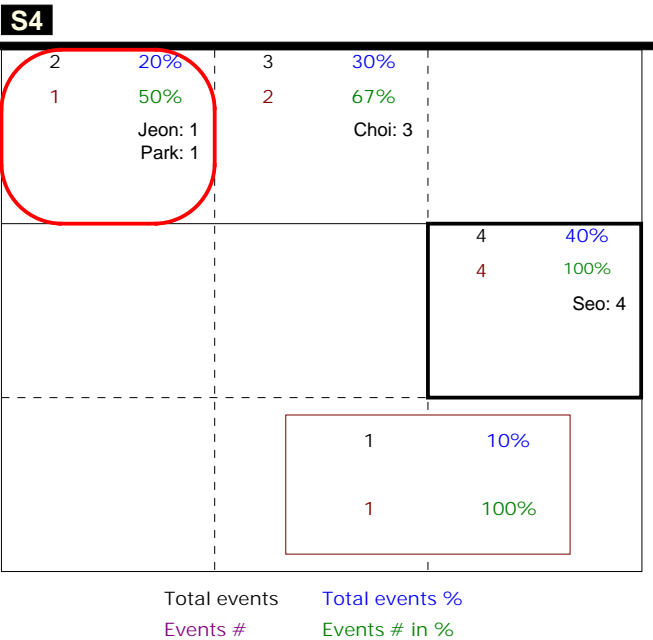 S4
2 20% 3 30%
1 50% 2 67%
Jeon: 1 Choi: 3
Park: 1
4 40%
4 100%
Seo: 4
1 10%
1 100%
Total events Total events %
Events # Events # in %